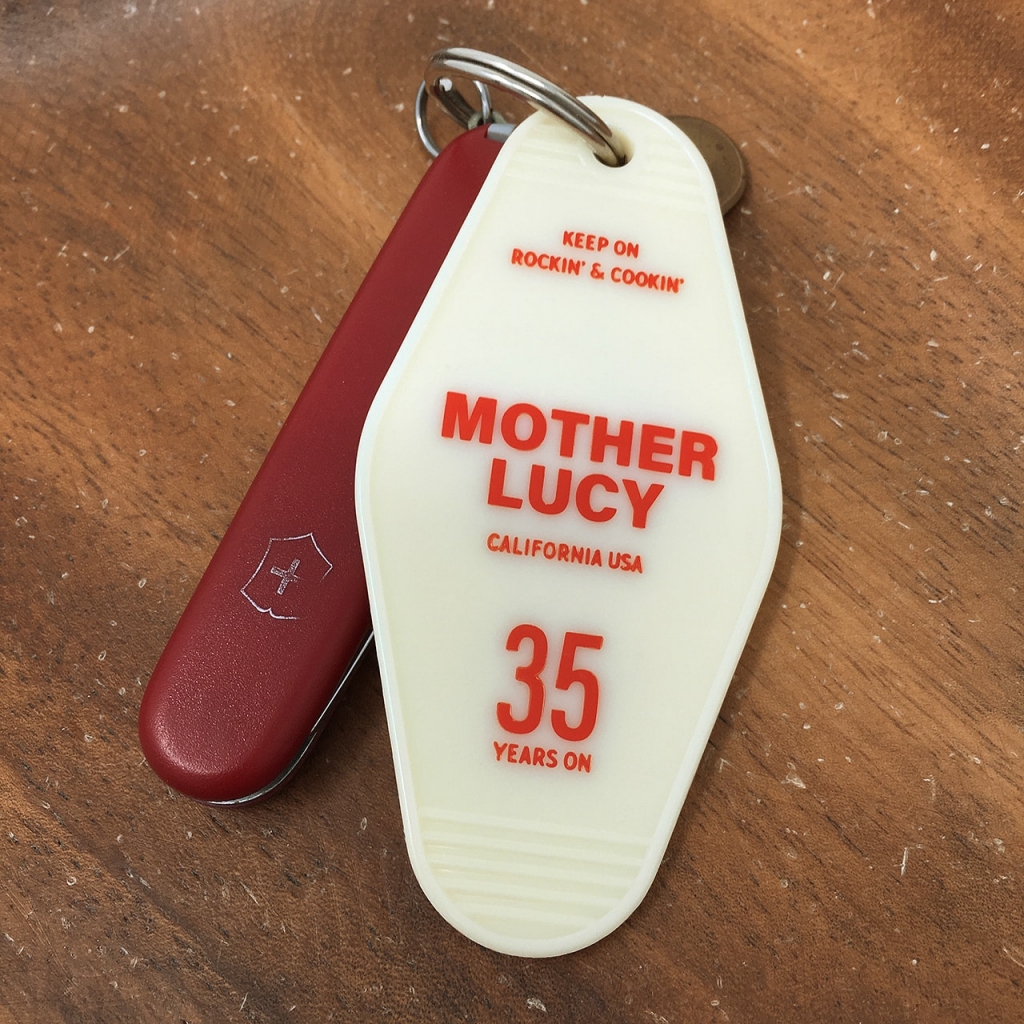 KEEP ON
ROCKIN' & COOKIN'
MOTHER
LUCY
CALIFORNIA USA
35
YEARS ON